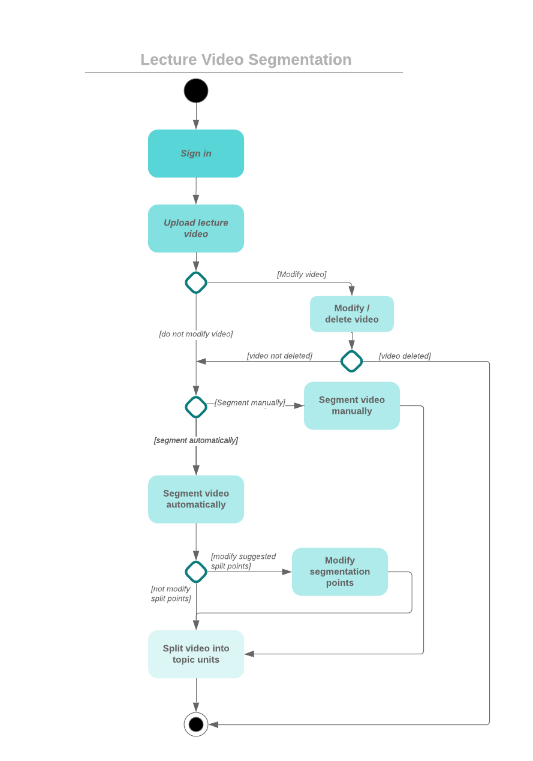 Lecture Video Segmentation
Sign in
Upload lecture
video
[Modify video]
Modify /
delete video
[do not modify video]
[video not deleted]
[video deleted]
[Segment manually]
Segment video
manually
[segment automatically]
Segment video
automatically
[modify suggested
split points]
Modify
segmentation
points
[not modify
split points]
Split video into
topic units